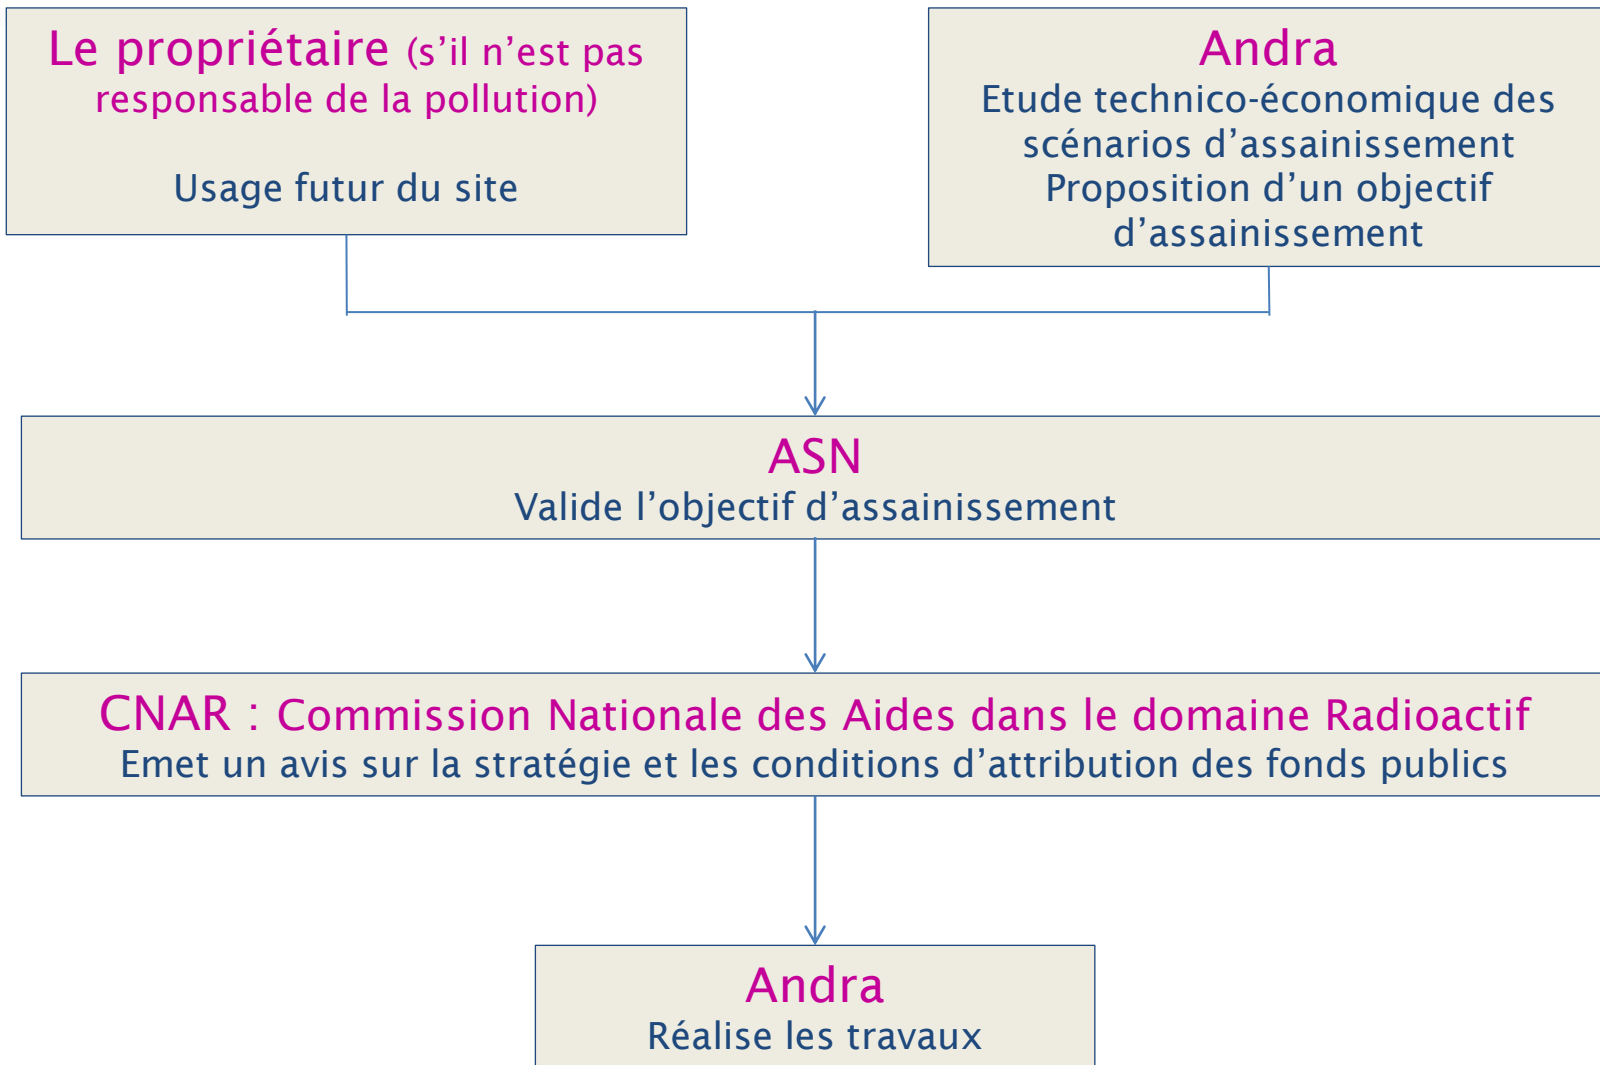 Le propriétaire (s’il n’est pas
responsable de la pollution)
Usage futur du site
Andra
Etude technico-économique des
scénarios d’assainissement
Proposition d’un objectif
d’assainissement
ASN
Valide l’objectif d’assainissement
CNAR : Commission Nationale des Aides dans le domaine Radioactif
Emet un avis sur la stratégie et les conditions d’attribution des fonds publics
Andra
Réalise les travaux